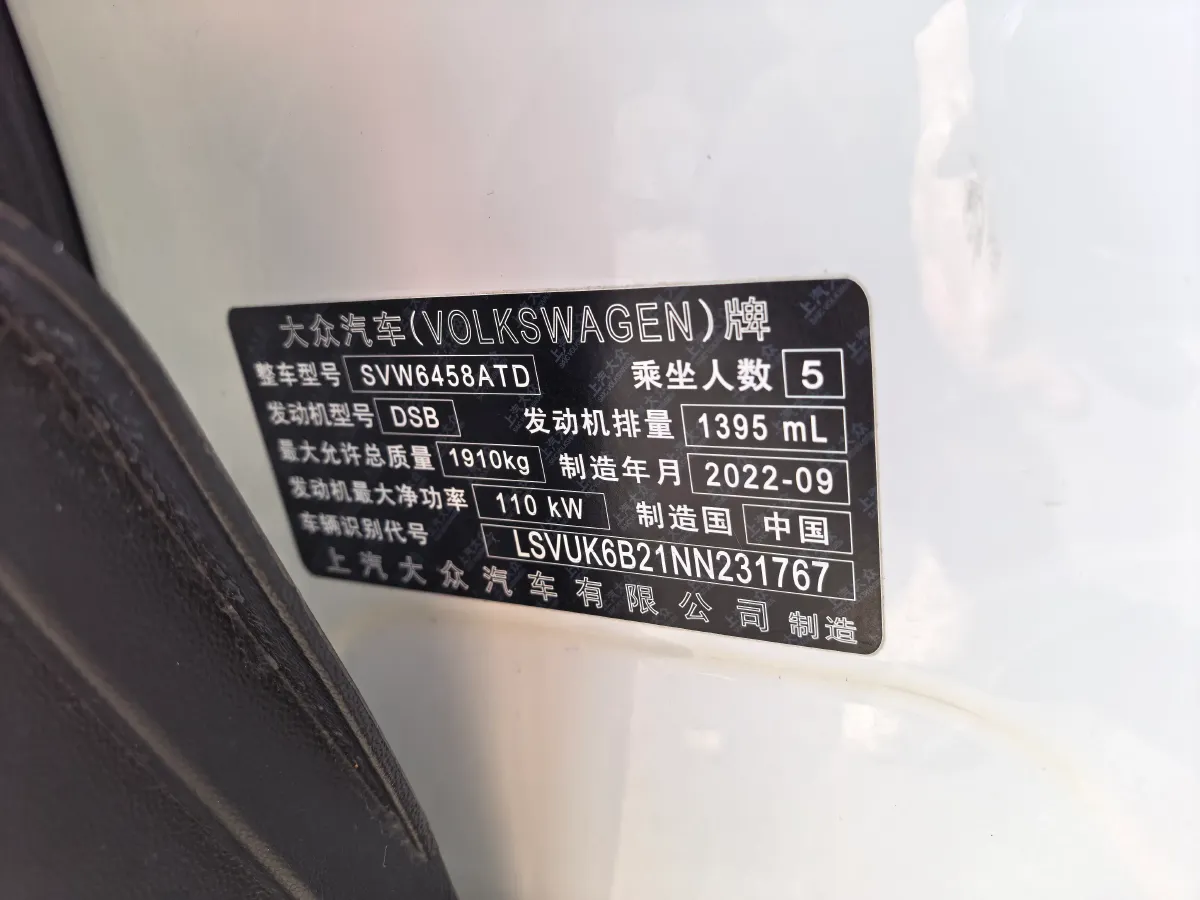 大众汽车(VOLKSWAGEN)牌
整车型号 SVW6458ATD 乘坐人数 5
发动机型号 DSB 发动机排量 1395 mL
最大允许总质量 1910kg 制造年月 2022-09
发动机最大净功率 110 kW 制造国 中国
车辆识别代号 LSVUK6B21NN231767
上汽大众汽车有限公司制造